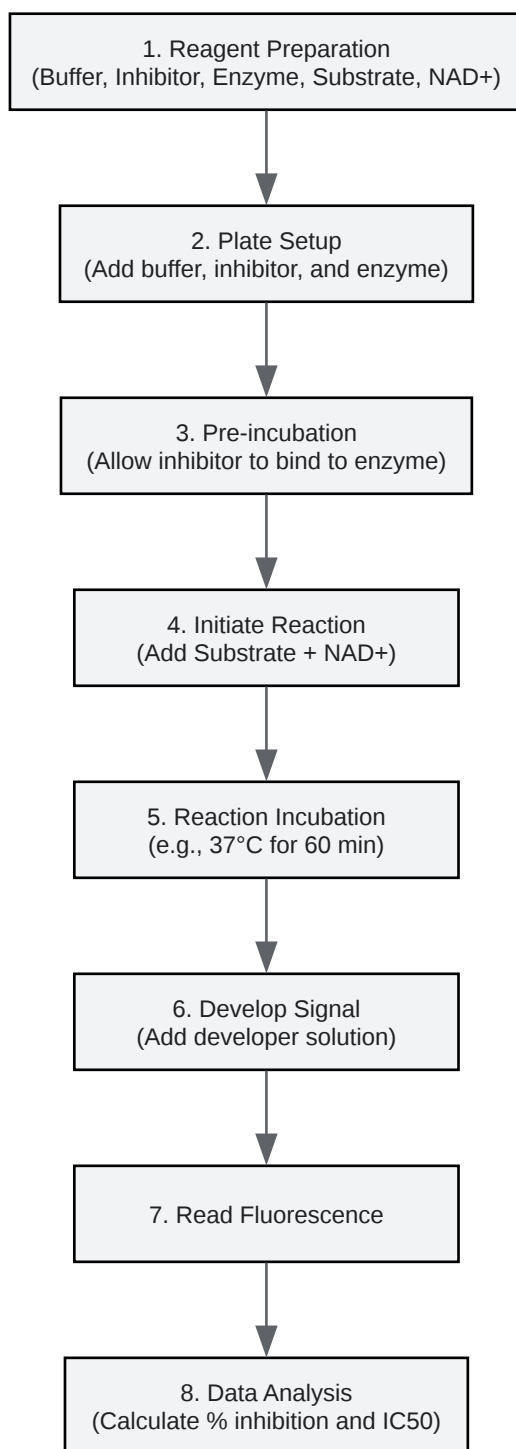 1. Reagent Preparation
(Buffer, Inhibitor, Enzyme, Substrate, NAD+)
2. Plate Setup
(Add buffer, inhibitor, and enzyme)
3. Pre-incubation
(Allow inhibitor to bind to enzyme)
4. Initiate Reaction
(Add Substrate + NAD+)
5. Reaction Incubation
(e.g., 37°C for 60 min)
6. Develop Signal
(Add developer solution)
7. Read Fluorescence
8. Data Analysis
(Calculate % inhibition and IC50)